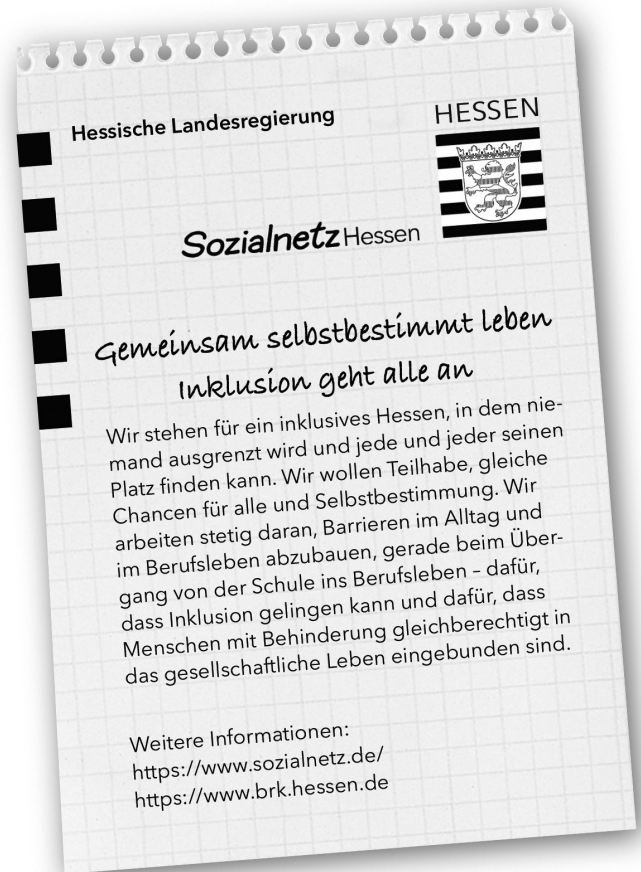 Hessische Landesregierung
HESSEN
Sozialnetz Hessen
Gemeinsam selbstbestimmt leben
Inklusion geht alle an
Wir stehen für ein inklusives Hessen, in dem nie-
mand ausgrenzt wird und jede und jeder seinen
Platz finden kann. Wir wollen Teilhabe, gleiche
Chancen für alle und Selbstbestimmung. Wir
arbeiten stetig daran, Barrieren im Alltag und
im Berufsleben abzubauen, gerade beim Über-
gang von der Schule ins Berufsleben – dafür,
dass Inklusion gelingen kann und dafür, dass
Menschen mit Behinderung gleichberechtigt in
das gesellschaftliche Leben eingebunden sind.
Weitere Informationen:
https://www.sozialnetz.de/
https://www.brk.hessen.de